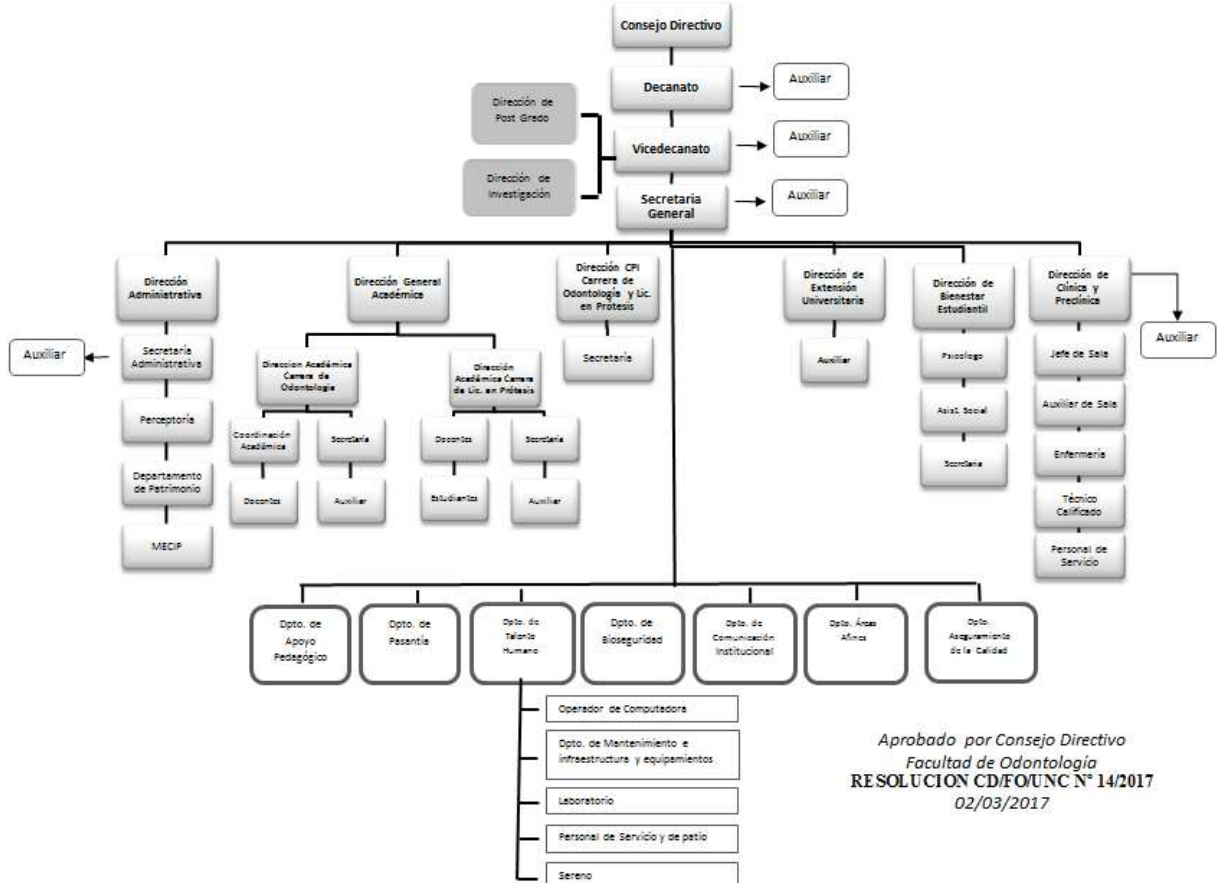 Consejo Directivo
Decanato
Auxiliar
Dirección de
Post Grado
Vicedecanato
Auxiliar
Dirección de
Investigación
Secretaria
General
Auxiliar
Dirección
Administrativa
Dirección General
Académica
Dirección CPI
Carrera de
Odontología y Lic.
en Prótesis
Dirección de
Extensión
Universitaria
Dirección de
Bienestar
Estudiantil
Dirección de
Clínica y
Preclínica
Auxiliar
Auxiliar
Secretaría
Administrativa
Direccion Académica
Carrera de
Odontología
Dirección
Académica Carrera
de Lic. en Prótesis
Secretaría
Auxiliar
Psicologo
Jefe de Sala
Perceptoría
Coordinación
Académica
Secretaria
Docentes
Secretaria
Asist. Social
Auxiliar de Sala
Departamento
de Patrimonio
Docentes
Auxiliar
Estudiantes
Auxiliar
Secretaria
Enfermería
MECIP
Técnico
Calificado
Personal de
Servicio
Dpto. de
Apoyo
Pedagógico
Dpto. de
Pasantía
Dpto. de
Talento
Humano
Dpto. de
Bioseguridad
Dpto. de
Comunicación
Institucional
Dpto. Áreas
Afines
Dpto.
Aseguramiento
de la Calidad
Operador de Computadora
Dpto. de Mantenimiento e
infraestructura y equipamientos
Laboratorio
Personal de Servicio y de patio
Sereno
Aprobado por Consejo Directivo
Facultad de Odontología
RESOLUCION CD/FO/UNC N° 14/2017
02/03/2017